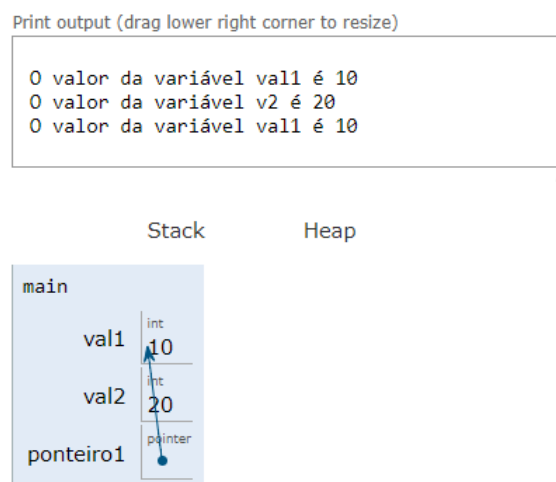 Print output (drag lower right corner to resize)
O valor da variável val1 é 10
O valor da variável v2 é 20
O valor da variável val1 é 10
Stack Heap
main
int
val1 10
int
val2 20
pointer
ponteiro1